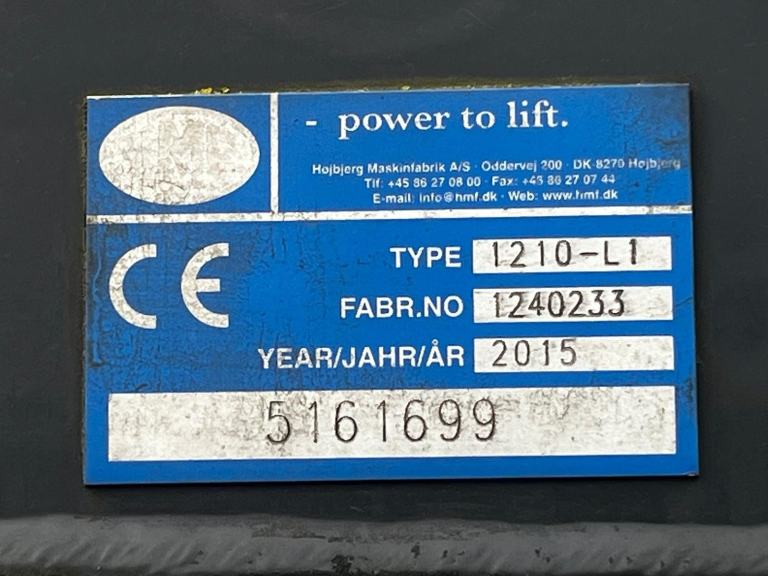 - power to lift.
Højbjerg Maskinfabrik A/S · Oddervej 200 · DK-8270 Højbjerg
Tlf: +45 86 27 08 00 · Fax: +45 86 27 07 44
E-mail: info@hmf.dk · Web: www.hmf.dk
CE
TYPE 1210-L1
FABR.NO 1240233
YEAR/JAHR/ÅR 2015
5161699